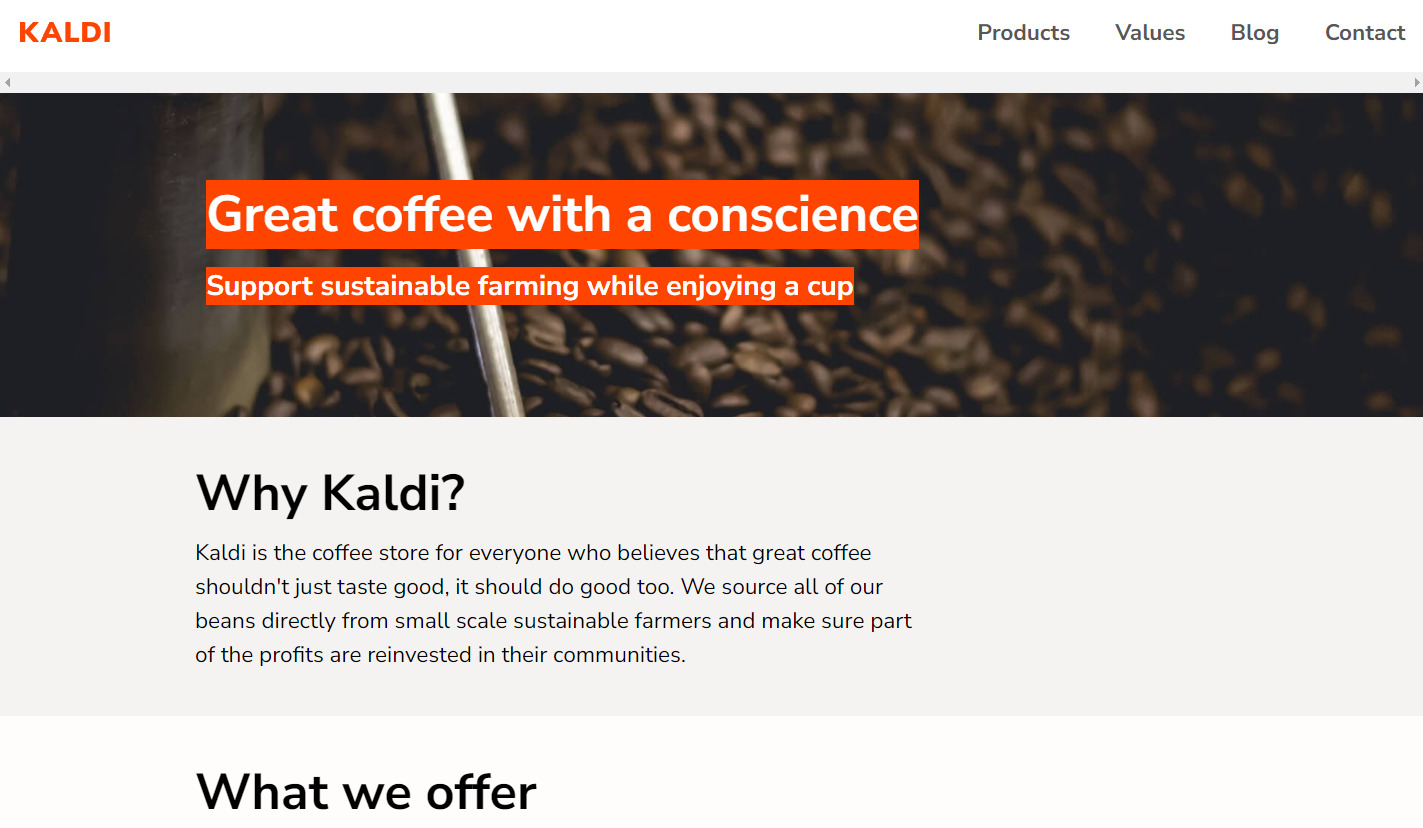 KALDI
Products Values Blog Contact
Great coffee with a conscience
Support sustainable farming while enjoying a cup
Why Kaldi?
Kaldi is the coffee store for everyone who believes that great coffee
shouldn't just taste good, it should do good too. We source all of our
beans directly from small scale sustainable farmers and make sure part
of the profits are reinvested in their communities.
What we offer